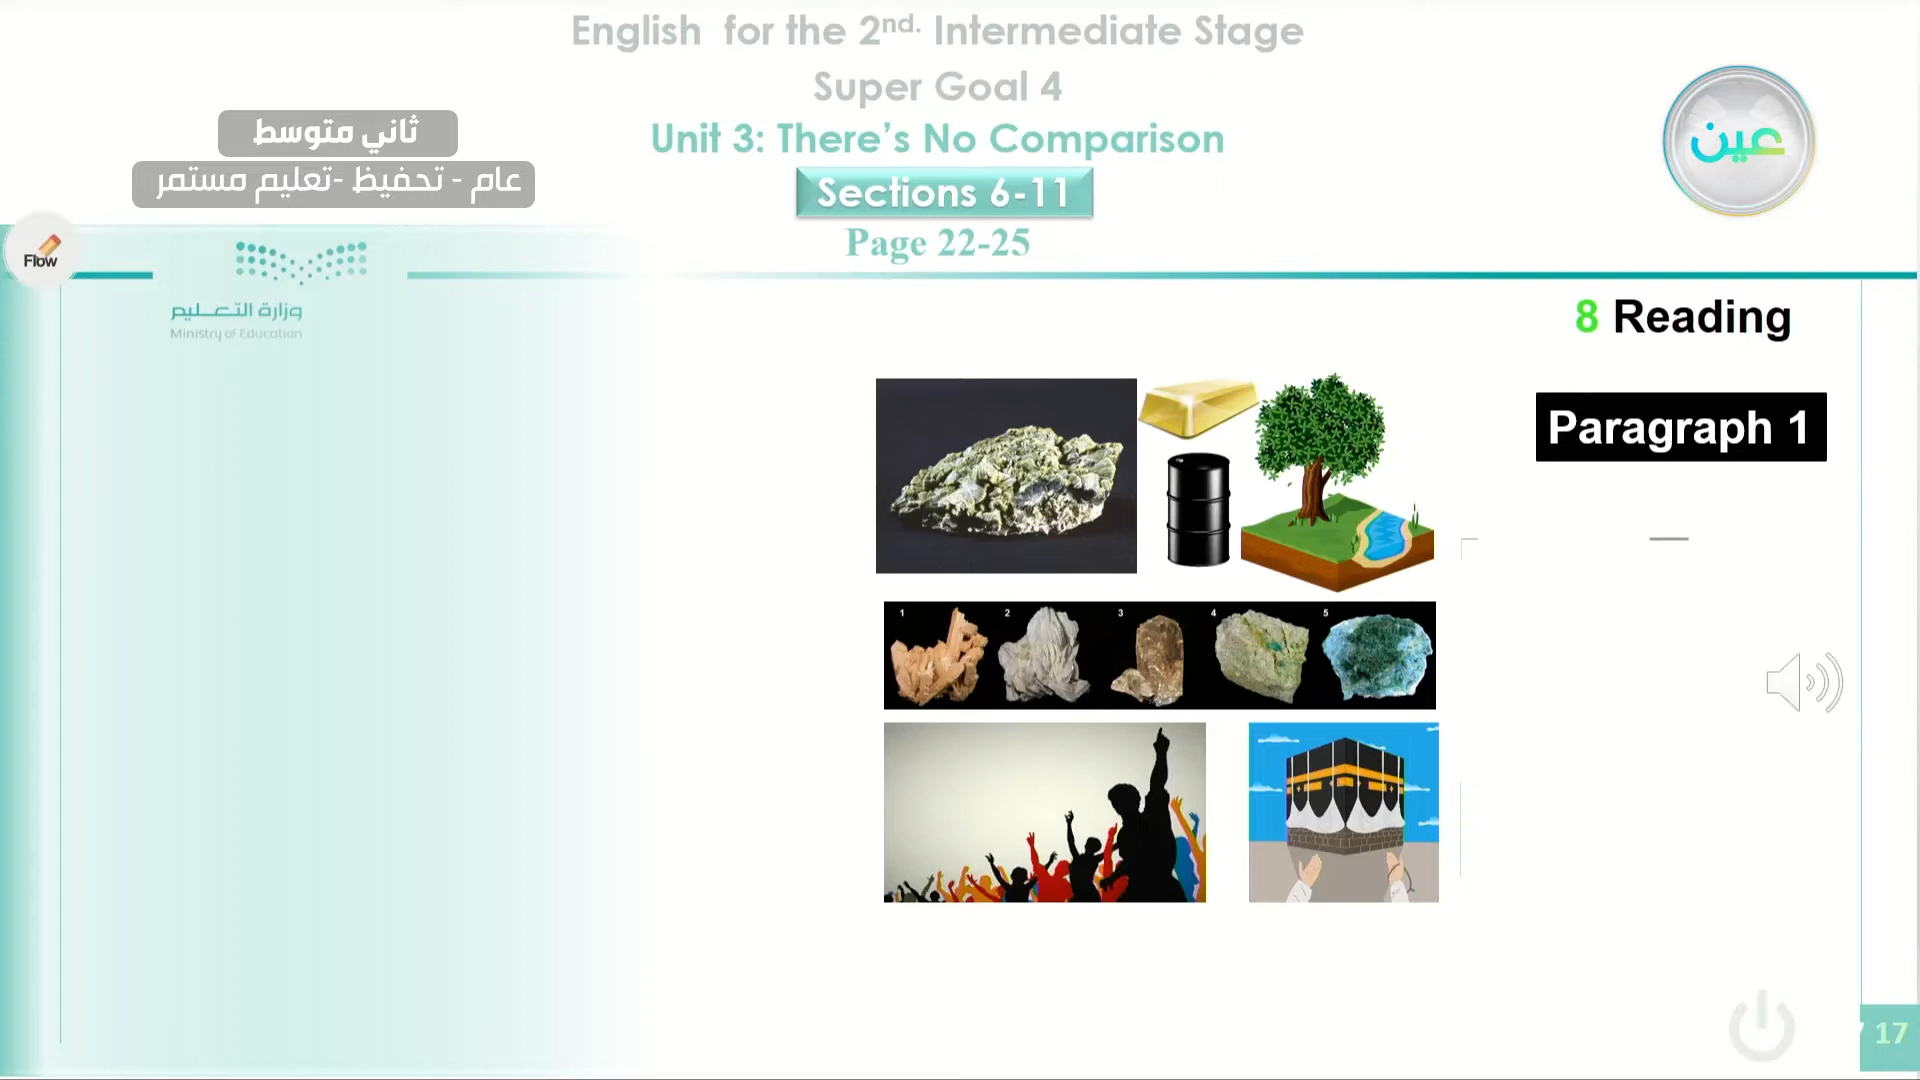 English for the 2nd. Intermediate Stage
Super Goal 4
Unit 3: There's No Comparison
Sections 6-11
Page 22-25
ثاني متوسط
عام - تحفيظ -تعليم مستمر
عين
Flow
وزارة التعليم
Ministry of Education
8 Reading
Paragraph 1
1 2 3 4 5
17